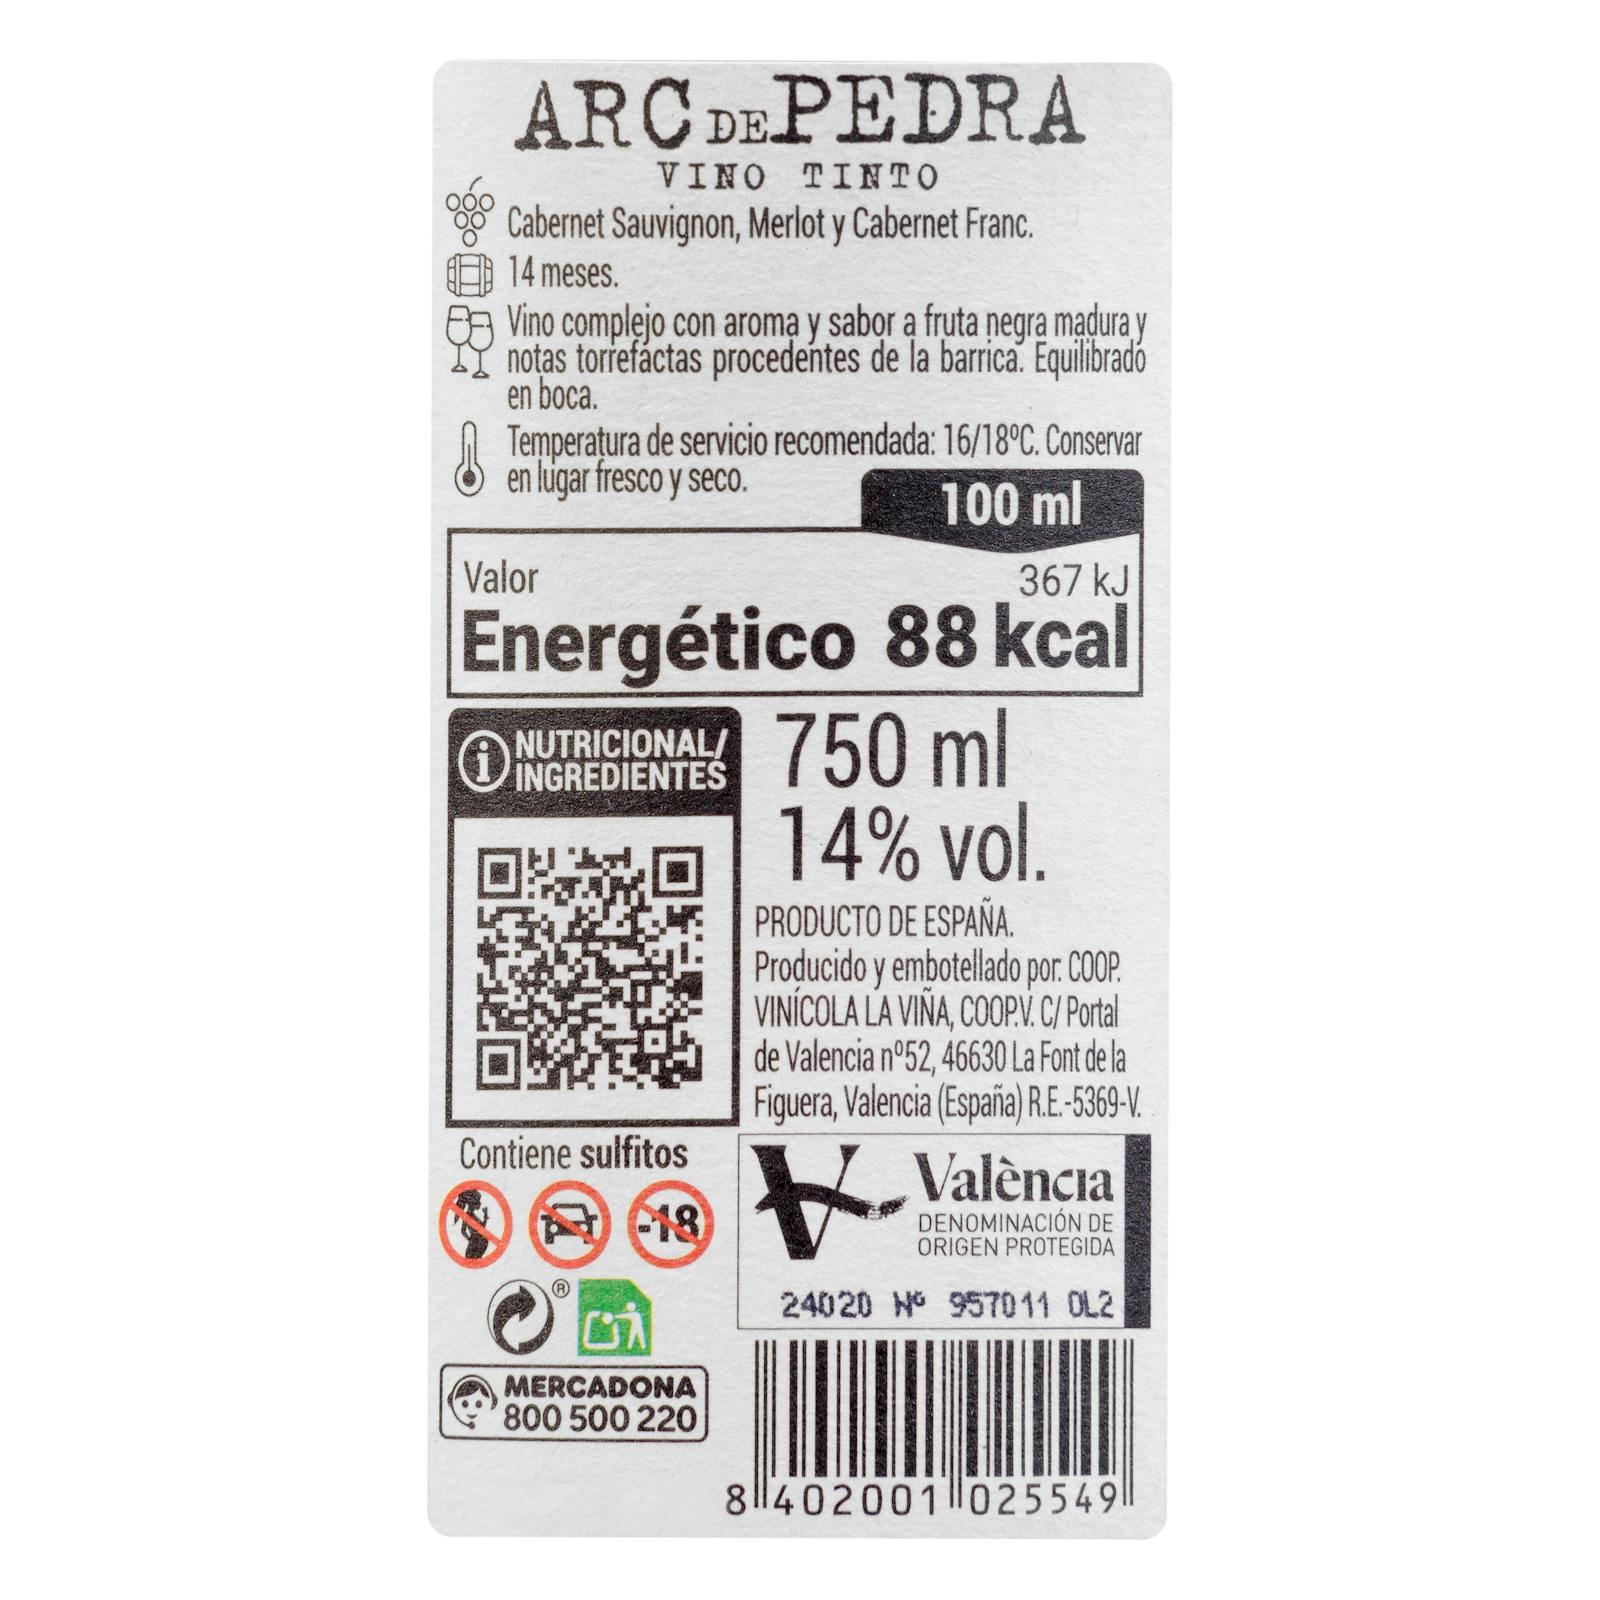 ARC DE PEDRA
VINO TINTO
Cabernet Sauvignon, Merlot y Cabernet Franc.
14 meses.
Vino complejo con aroma y sabor a fruta negra madura y
notas torrefactas procedentes de la barrica. Equilibrado
en boca.
Temperatura de servicio recomendada: 16/18ºC. Conservar
en lugar fresco y seco.
100 ml
Valor 367 kJ
Energético 88 kcal
i NUTRICIONAL/
INGREDIENTES
750 ml
14% vol.
PRODUCTO DE ESPAÑA.
Producido y embotellado por: COOP.
VINÍCOLA LA VIÑA, COOP.V. C/ Portal
de Valencia nº52, 46630 La Font de la
Figuera, Valencia (España) R.E.-5369-V.
Contiene sulfitos
-18
València
DENOMINACIÓN DE
ORIGEN PROTEGIDA
24020 Nº 957011 OL2
®
MERCADONA
800 500 220
8 402001 025549